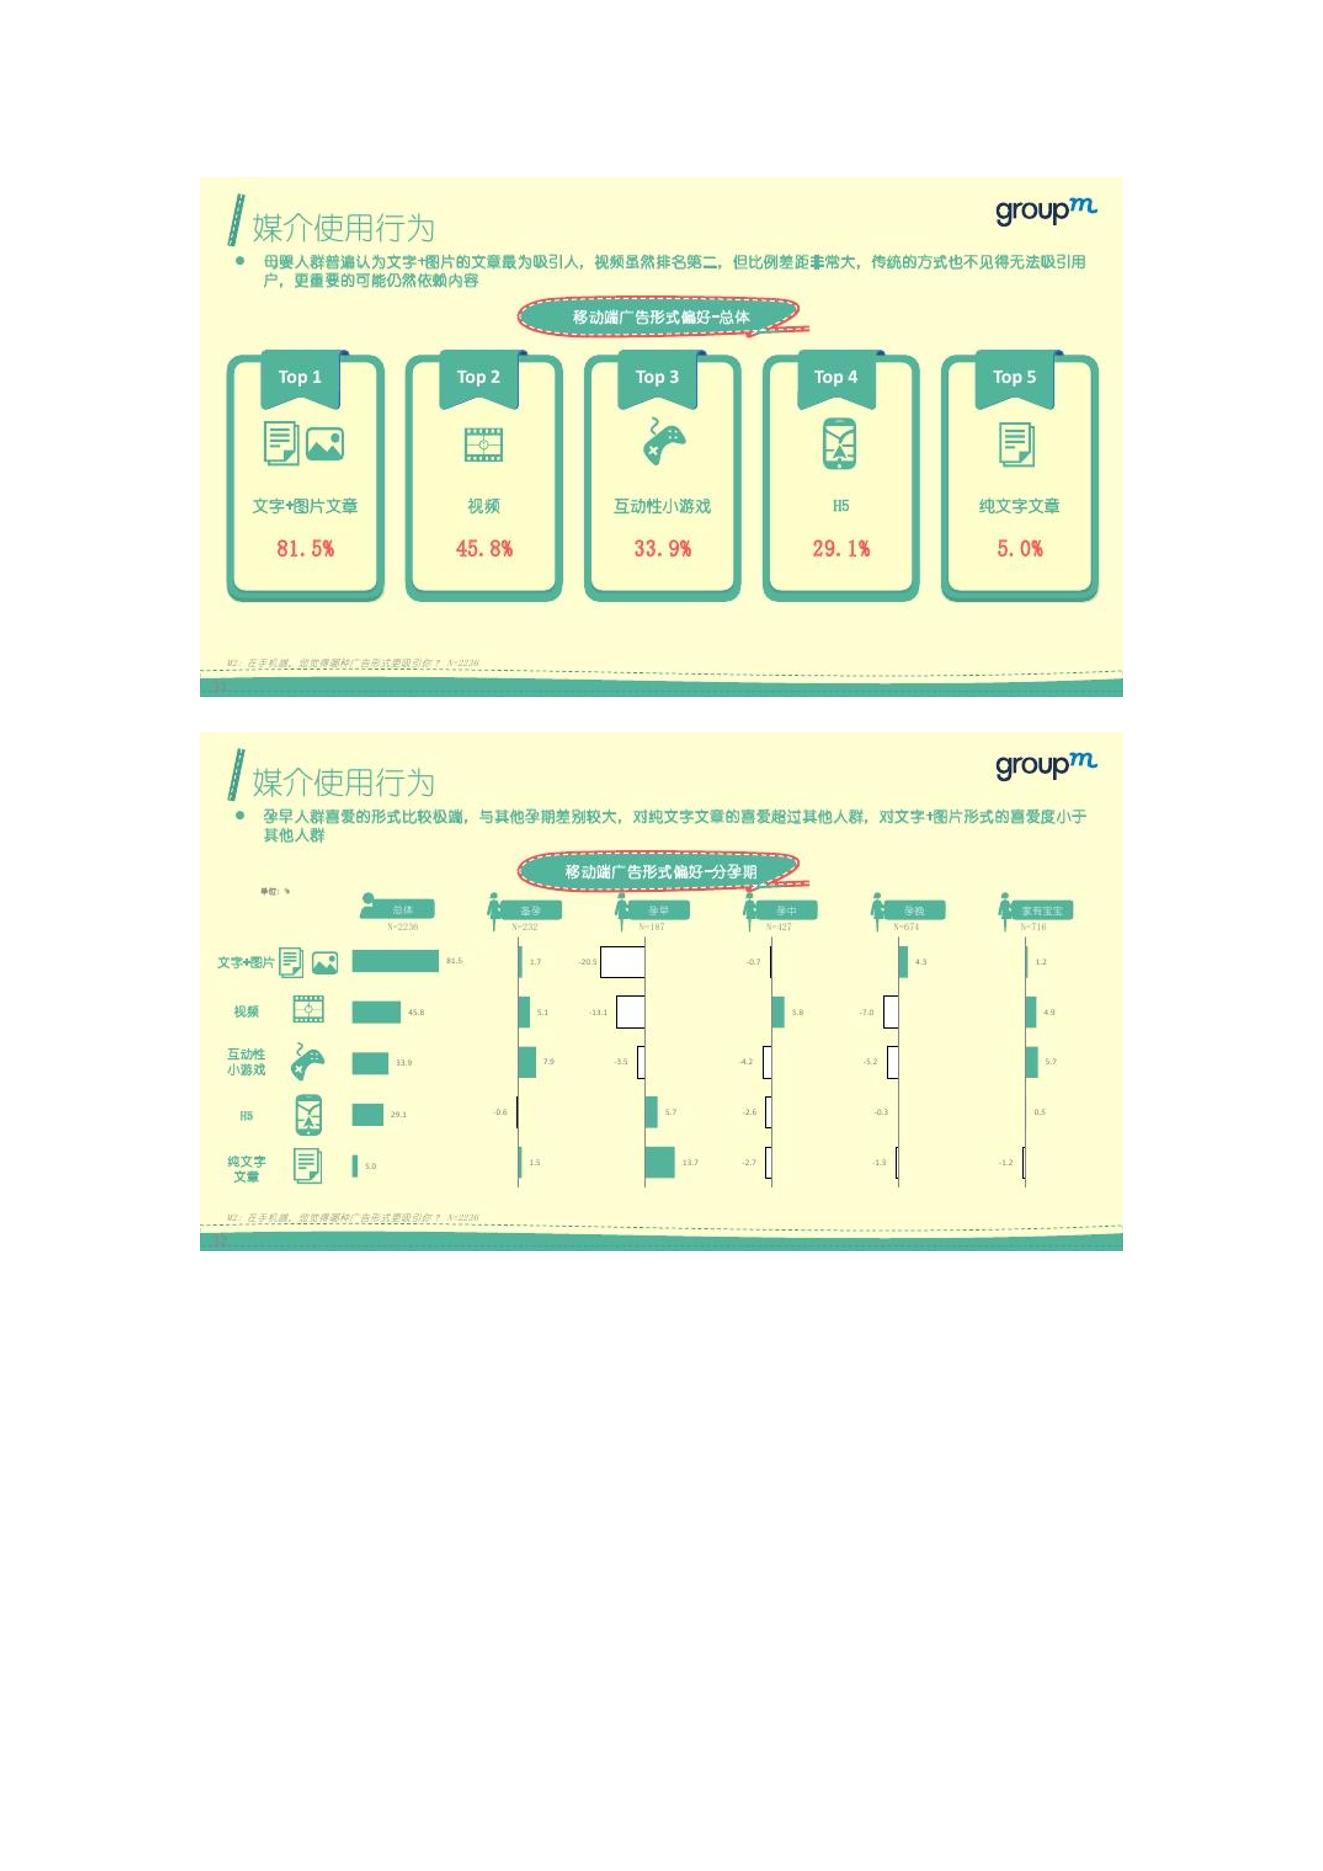 媒介使用行为
groupm
● 母婴人群普遍认为文字+图片的文章最为吸引人，视频虽然排名第二，但比例差距非常大，传统的方式也不见得无法吸引用
户，更重要的可能仍然依赖内容
移动端广告形式偏好-总体
Top 1 Top 2 Top 3 Top 4 Top 5
文字+图片文章 视频 互动性小游戏 H5 纯文字文章
81.5% 45.8% 33.9% 29.1% 5.0%
M2：在手机端，您觉得哪种广告形式更吸引你？ N=2236
媒介使用行为
groupm
● 孕早人群喜爱的形式比较极端，与其他孕期差别较大，对纯文字文章的喜爱超过其他人群，对文字+图片形式的喜爱度小于
其他人群
移动端广告形式偏好-分孕期
单位：%
总体 备孕 孕早 孕中 孕晚 家有宝宝
N=2236 N=232 N=187 N=427 N=674 N=716
文字+图片 81.5 1.7 -20.5 -0.7 4.3 1.2
视频 45.8 5.1 -13.1 5.8 -7.0 4.9
互动性
小游戏 33.9 7.9 -3.5 -4.2 -5.2 5.7
H5 29.1 -0.6 5.7 -2.6 -0.3 0.5
纯文字
文章 5.0 1.5 13.7 -2.7 -1.3 -1.2
M2：在手机端，您觉得哪种广告形式更吸引你？ N=2236